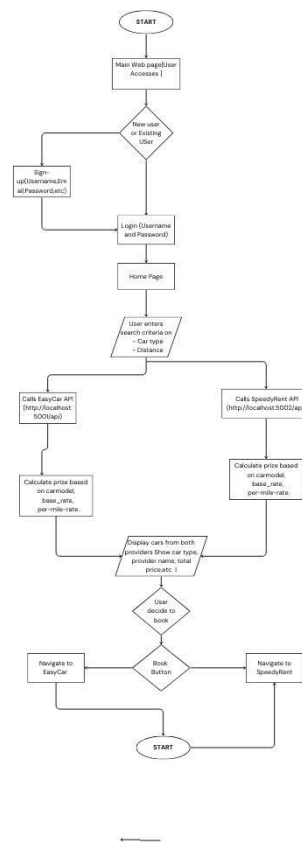 START
Main Web page|User
Accesses |
New user
or Existing
USer
Sign-
up(Username,Em
ail,Password,etc)
Login (Username
and Password)
Home Page
User enters
search criteria on
- Car type
- Distance
Calls EasyCar API
(http://localhost:
5001/api)
Calls SpeedyRent API
(http://localhost:5002/ap
Calculate prize based
on carmodel,
base_rate,
per-mile-rate.
Calculate prize based
on carmodel,
base_rate,
per-mile-rate.
Display cars from both
providers Show car type,
provider name, total
price,etc |
User
decide to
book
Navigate to
EasyCar
Book
Button
Navigate to
SpeedyRent
START